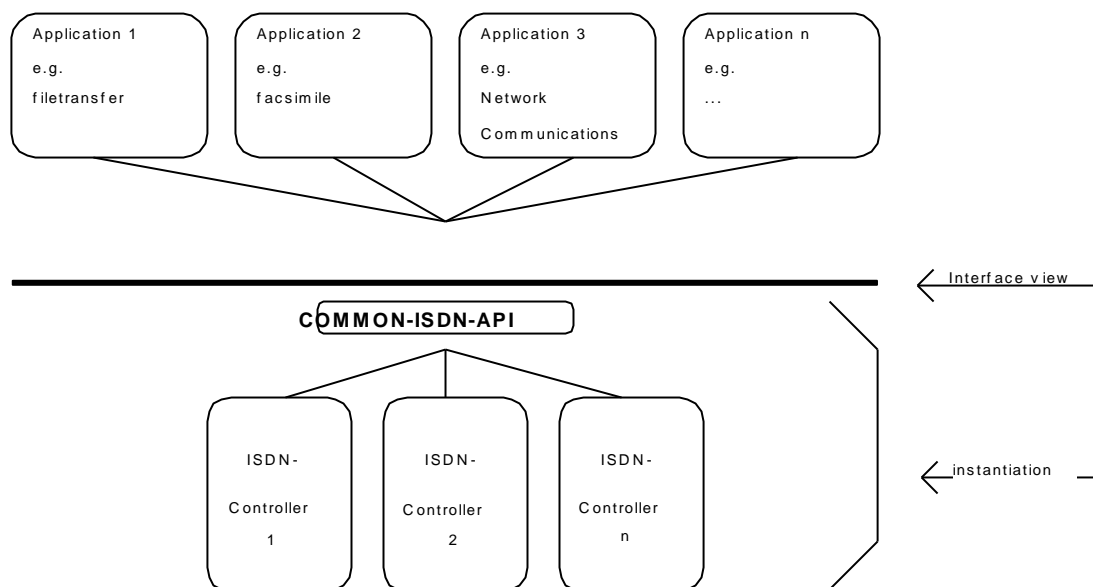 Application 1
e.g.
filetransfer
Application 2
e.g.
facsimile
Application 3
e.g.
Network
Communications
Application n
e.g.
...
Interface view
COMMON-ISDN-API
ISDN-
Controller
1
ISDN-
Controller
2
ISDN-
Controller
n
instantiation